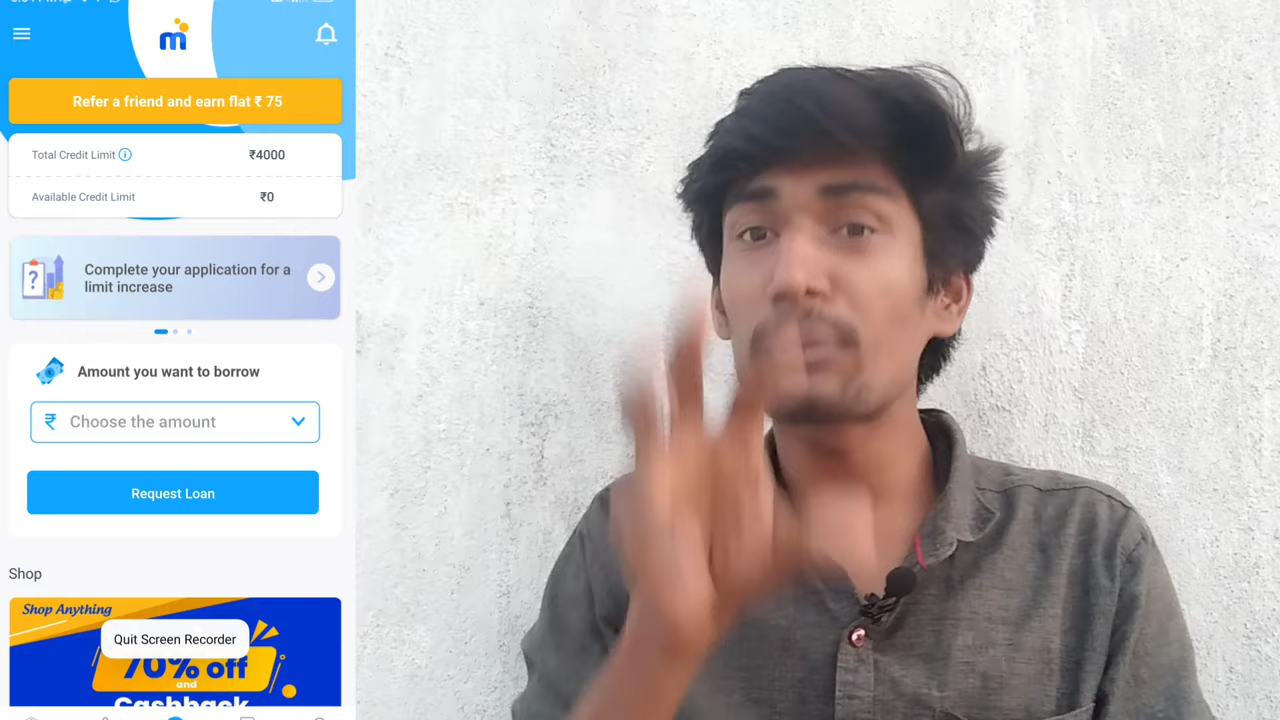 m
Refer a friend and earn flat ₹ 75
Total Credit Limit
₹4000
Available Credit Limit
₹0
?
Complete your application for a
limit increase
Amount you want to borrow
₹ Choose the amount
Request Loan
Shop
Shop Anything
Quit Screen Recorder
70% off
and
Cashback